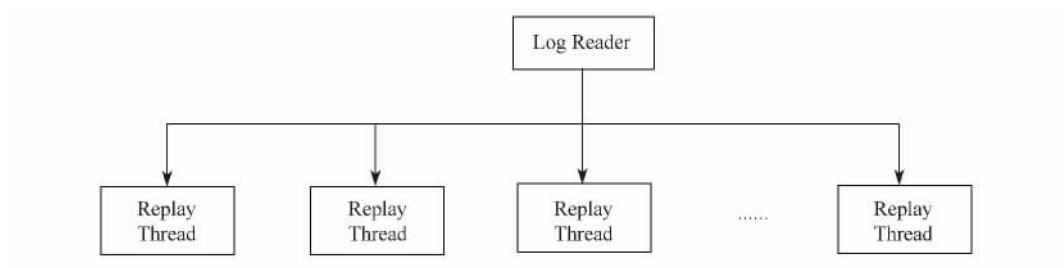 Log Reader
Replay
Thread
Replay
Thread
Replay
Thread
......
Replay
Thread